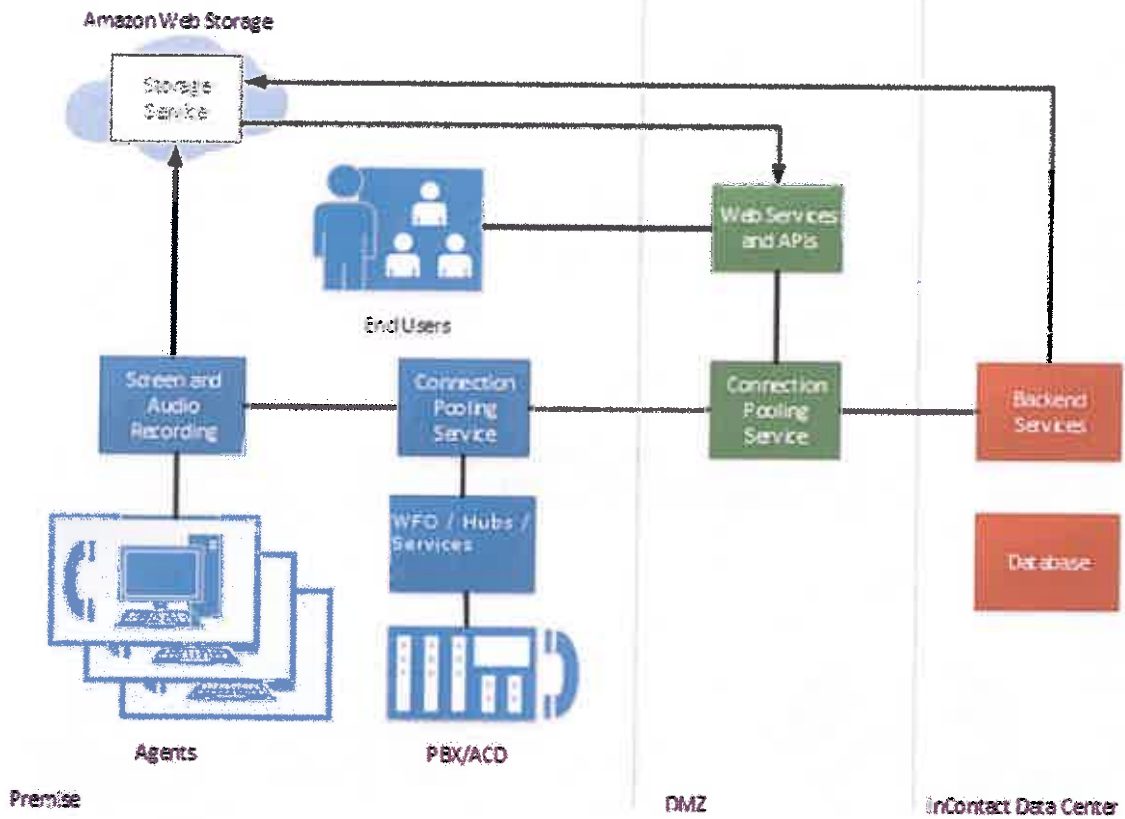 Amazon Web Storage
Storage
Service
Web Services
and APIs
End Users
Screen and
Audio
Recording
Connection
Pooling
Service
Connection
Pooling
Service
Backend
Services
WFO / Hubs /
Services
Database
Agents
PBX/ACD
Premise
DMZ
InContact Data Center